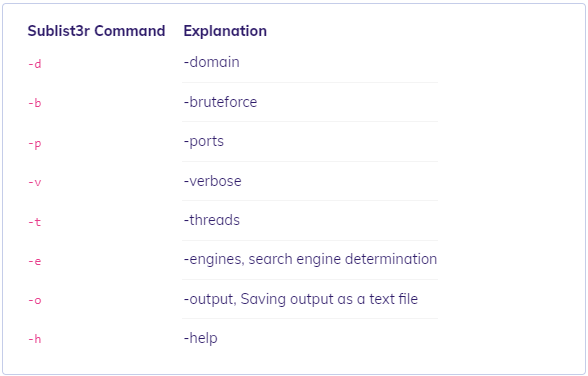 Sublist3r Command Explanation
-d -domain
-b -bruteforce
-p -ports
-v -verbose
-t -threads
-e -engines, search engine determination
-o -output, Saving output as a text file
-h -help